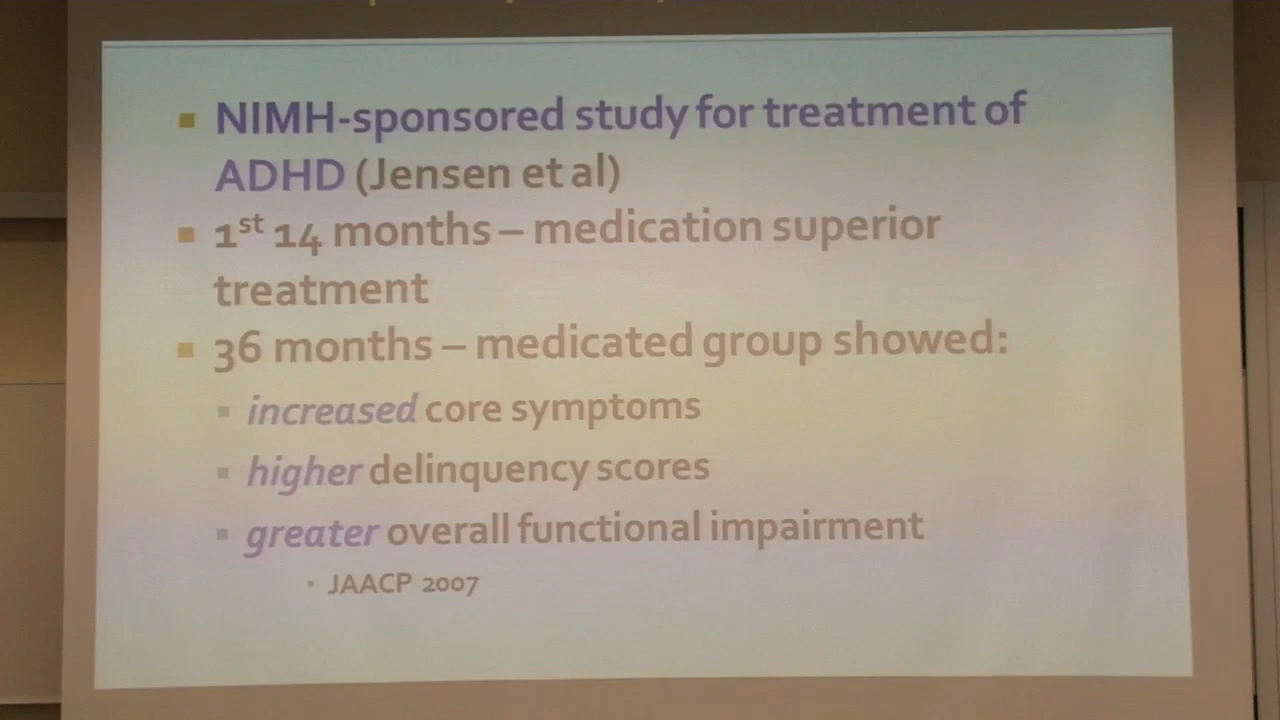 NIMH-sponsored study for treatment of
ADHD (Jensen et al)
1st 14 months – medication superior
treatment
36 months – medicated group showed:
increased core symptoms
higher delinquency scores
greater overall functional impairment
JAACP 2007